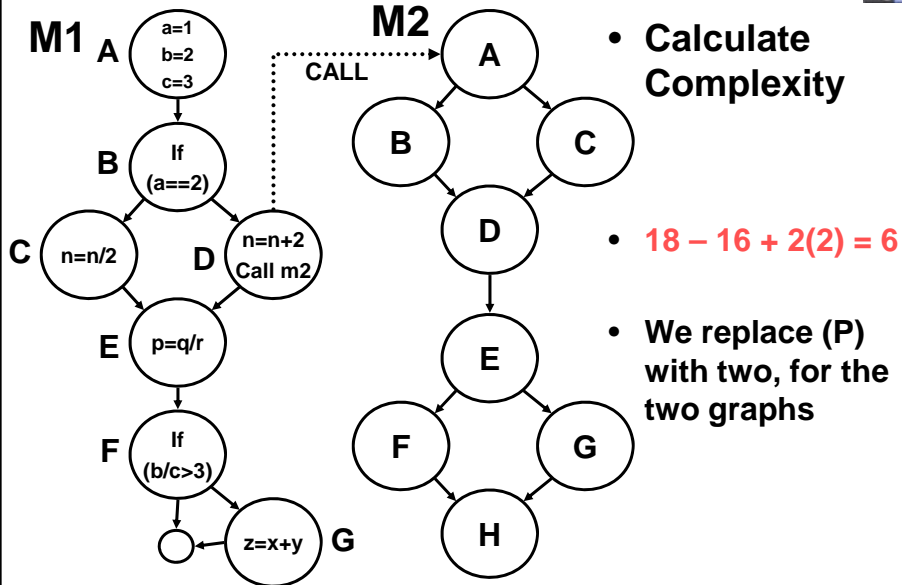 M1
A
a=1
b=2
c=3
B
If
(a==2)
C
n=n/2
D
n=n+2
Call m2
E
p=q/r
F
If
(b/c>3)
z=x+y
G
CALL
M2
A
B
C
D
E
F
G
H
• Calculate
Complexity
• 18 – 16 + 2(2) = 6
• We replace (P)
with two, for the
two graphs